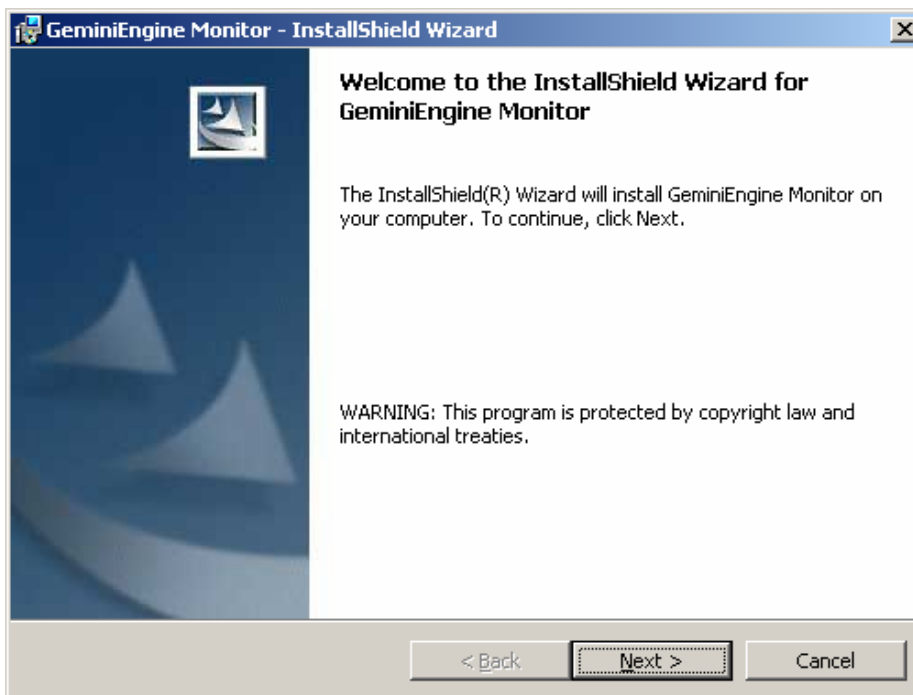 GeminiEngine Monitor - InstallShield Wizard
Welcome to the InstallShield Wizard for
GeminiEngine Monitor
The InstallShield(R) Wizard will install GeminiEngine Monitor on
your computer. To continue, click Next.
WARNING: This program is protected by copyright law and
international treaties.
< Back
Next >
Cancel